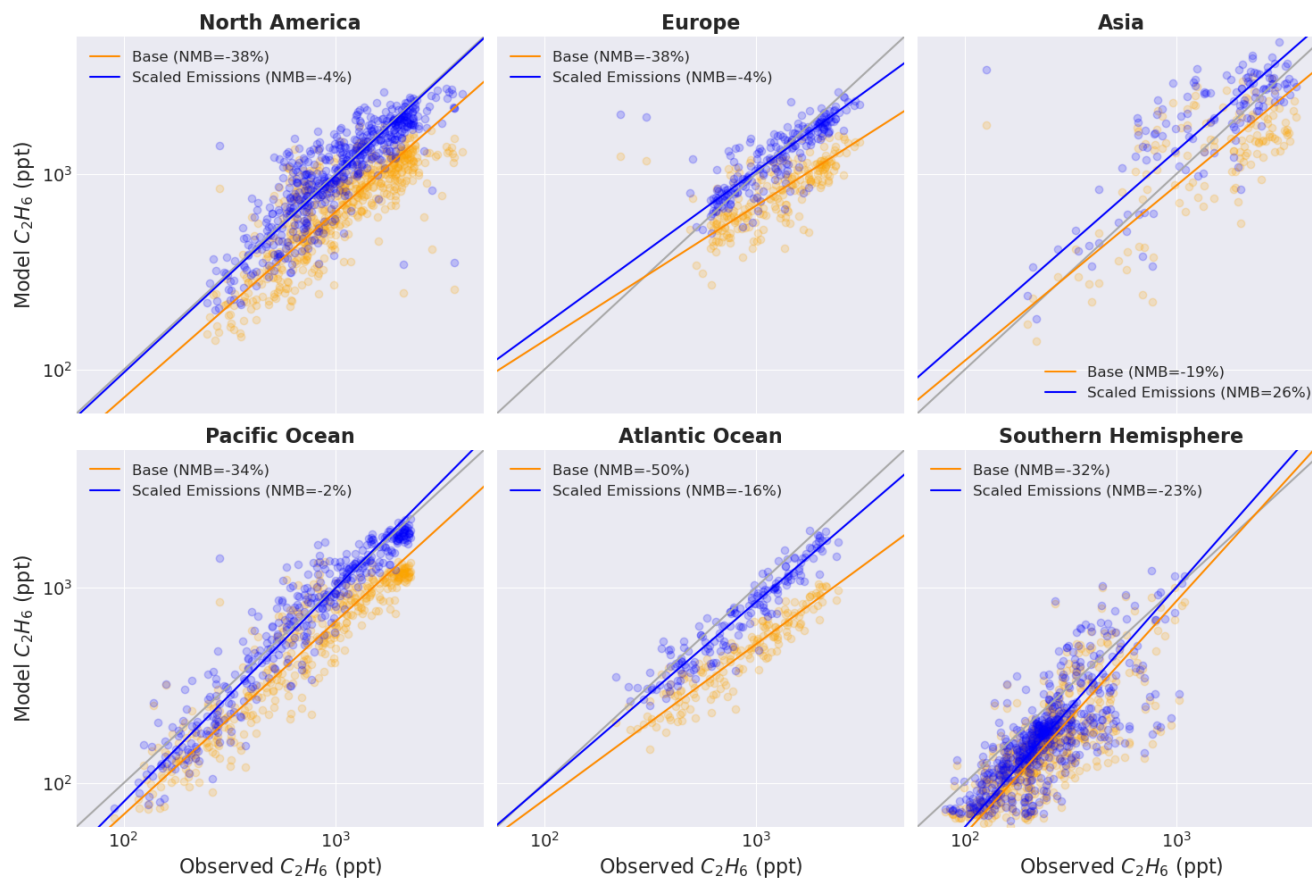 North America
Europe
Asia
Base (NMB=-38%)
Scaled Emissions (NMB=-4%)
Base (NMB=-38%)
Scaled Emissions (NMB=-4%)
Base (NMB=-19%)
Scaled Emissions (NMB=26%)
Model C₂H₆ (ppt)
10³
10²
Pacific Ocean
Atlantic Ocean
Southern Hemisphere
Base (NMB=-34%)
Scaled Emissions (NMB=-2%)
Base (NMB=-50%)
Scaled Emissions (NMB=-16%)
Base (NMB=-32%)
Scaled Emissions (NMB=-23%)
Model C₂H₆ (ppt)
10³
10²
10² 10³
10² 10³
10² 10³
Observed C₂H₆ (ppt)
Observed C₂H₆ (ppt)
Observed C₂H₆ (ppt)